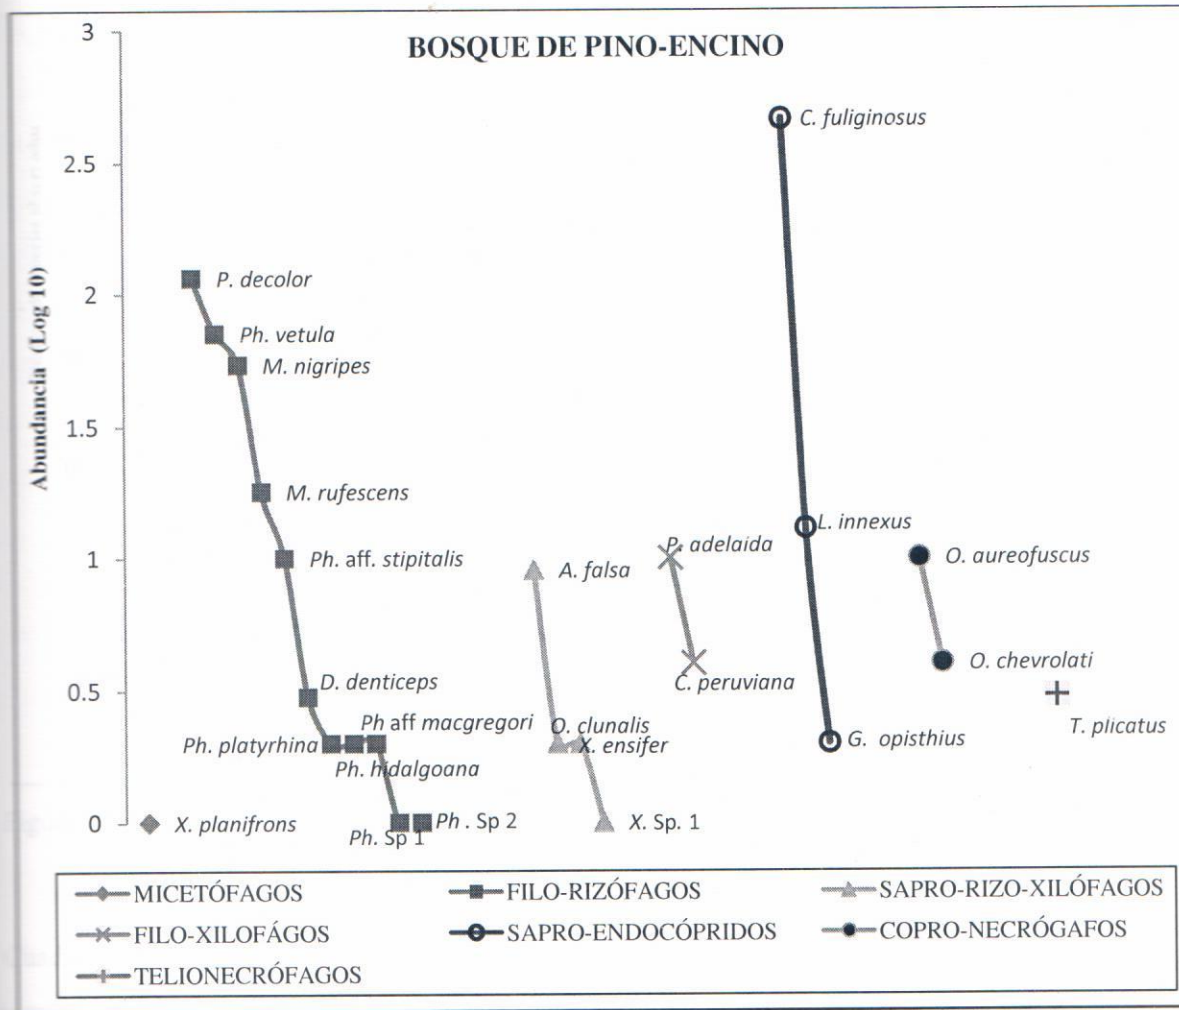 BOSQUE DE PINO-ENCINO
Abundancia (Log 10)
3
2.5
2
1.5
1
0.5
0
C. fuliginosus
P. decolor
Ph. vetula
M. nigripes
M. rufescens
L. innexus
Ph. aff. stipitalis
A. falsa
P. adelaida
O. aureofuscus
D. denticeps
C. peruviana
O. chevrolati
Ph aff macgregori
O. clunalis
T. plicatus
Ph. platyrhina
X. ensifer
G. opisthius
Ph. hidalgoana
X. planifrons
Ph. Sp 1
Ph . Sp 2
X. Sp. 1
MICETÓFAGOS
FILO-RIZÓFAGOS
SAPRO-RIZO-XILÓFAGOS
FILO-XILOFÁGOS
SAPRO-ENDOCÓPRIDOS
COPRO-NECRÓGAFOS
TELIONECRÓFAGOS